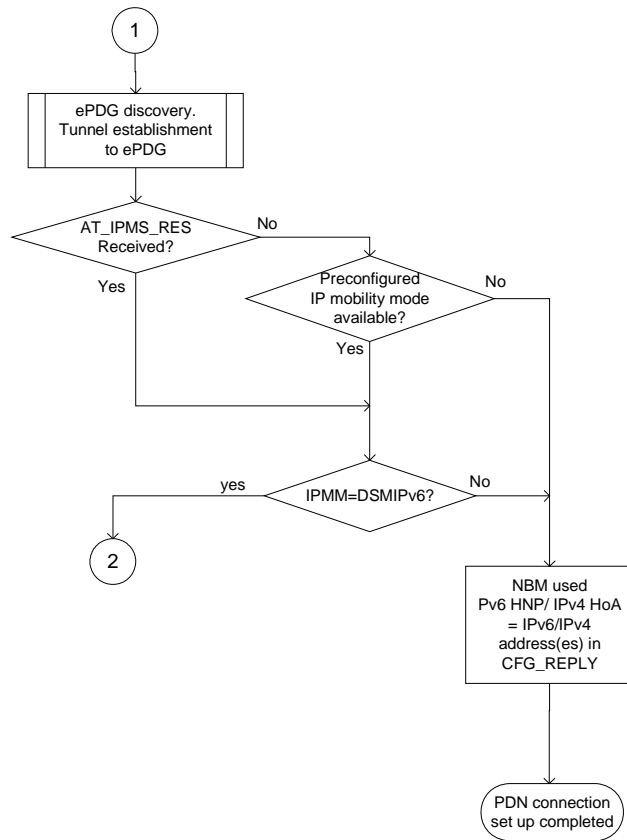 1
ePDG discovery.
Tunnel establishment
to ePDG
AT_IPMS_RES
Received?
No
Yes
Preconfigured
IP mobility mode
available?
No
Yes
IPMM=DSMIPv6?
yes
No
2
NBM used
Pv6 HNP/ IPv4 HoA
= IPv6/IPv4
address(es) in
CFG_REPLY
PDN connection
set up completed